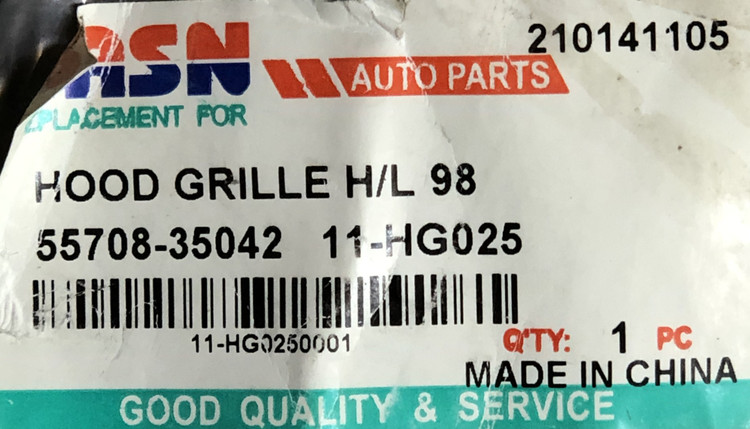 210141105
ASN
AUTO PARTS
REPLACEMENT FOR
HOOD GRILLE H/L 98
55708-35042 11-HG025
11-HG0250001
Q'TY: 1 PC
MADE IN CHINA
GOOD QUALITY & SERVICE